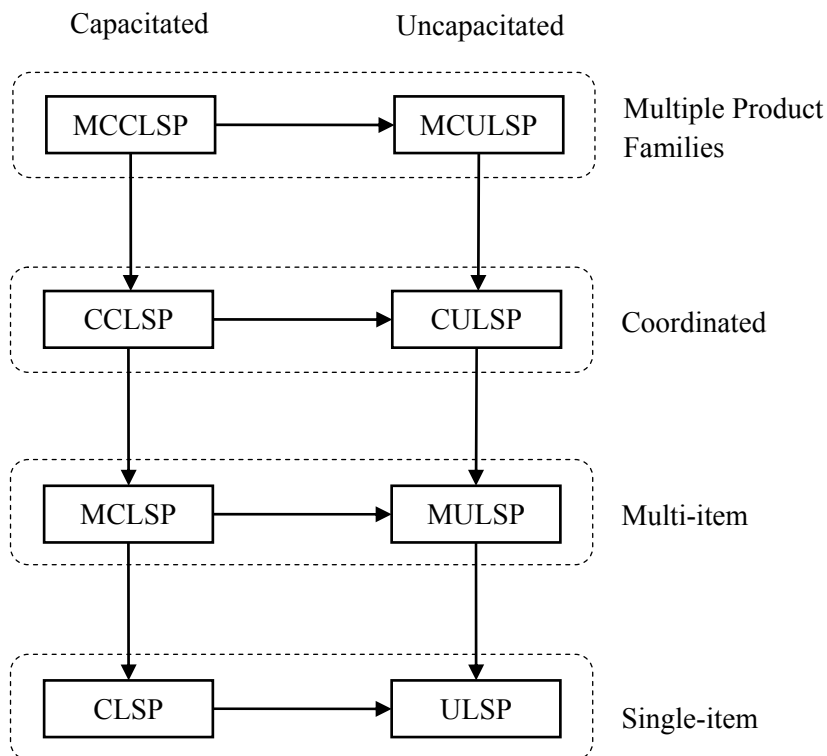 Capacitated
Uncapacitated
MCCLSP
MCULSP
Multiple Product
Families
CCLSP
CULSP
Coordinated
MCLSP
MULSP
Multi-item
CLSP
ULSP
Single-item